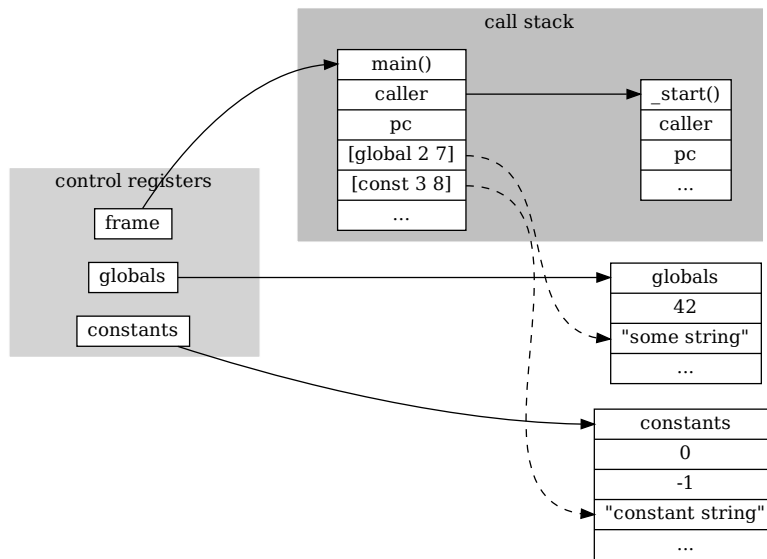 call stack
main()
caller
pc
[global 2 7]
[const 3 8]
...
_start()
caller
pc
...
control registers
frame
globals
constants
globals
42
"some string"
...
constants
0
-1
"constant string"
...